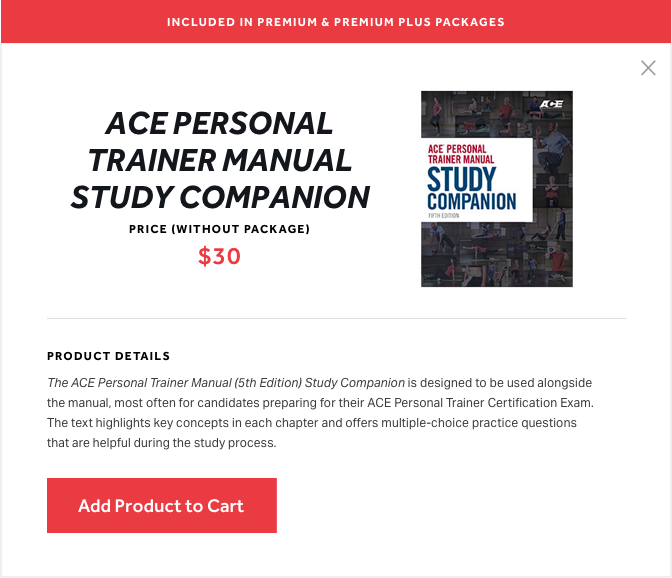 INCLUDED IN PREMIUM & PREMIUM PLUS PACKAGES
ACE PERSONAL
TRAINER MANUAL
STUDY COMPANION
PRICE (WITHOUT PACKAGE)
$30
ACE
ACE PERSONAL
TRAINER MANUAL
STUDY
COMPANION
FIFTH EDITION
PRODUCT DETAILS
The ACE Personal Trainer Manual (5th Edition) Study Companion is designed to be used alongside
the manual, most often for candidates preparing for their ACE Personal Trainer Certification Exam.
The text highlights key concepts in each chapter and offers multiple-choice practice questions
that are helpful during the study process.
Add Product to Cart